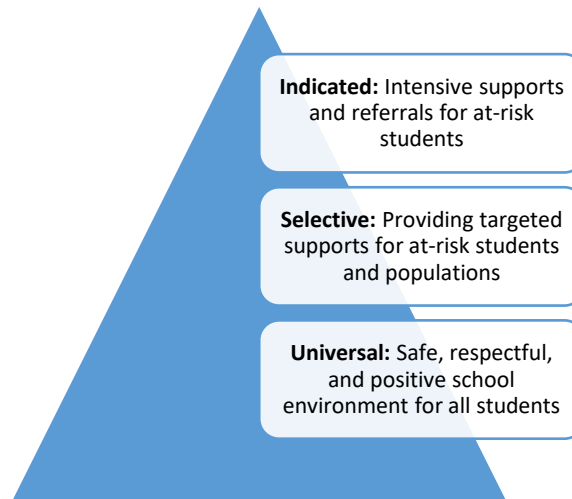 Indicated: Intensive supports
and referrals for at-risk
students
Selective: Providing targeted
supports for at-risk students
and populations
Universal: Safe, respectful,
and positive school
environment for all students